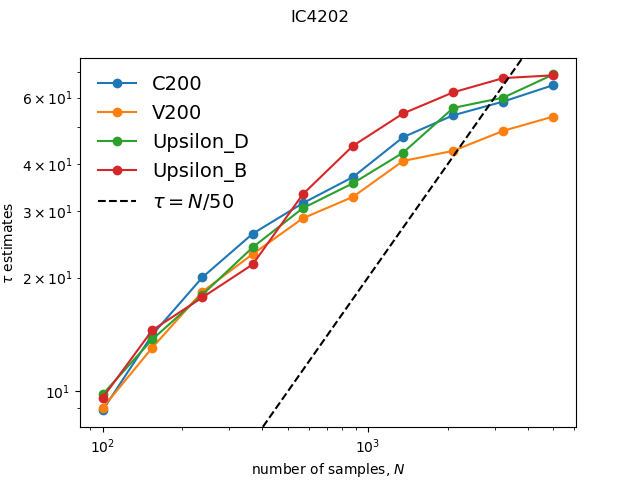 IC4202
C200
V200
Upsilon_D
Upsilon_B
τ = N/50
τ estimates
6 × 10¹
4 × 10¹
3 × 10¹
2 × 10¹
10¹
10² 10³
number of samples, N